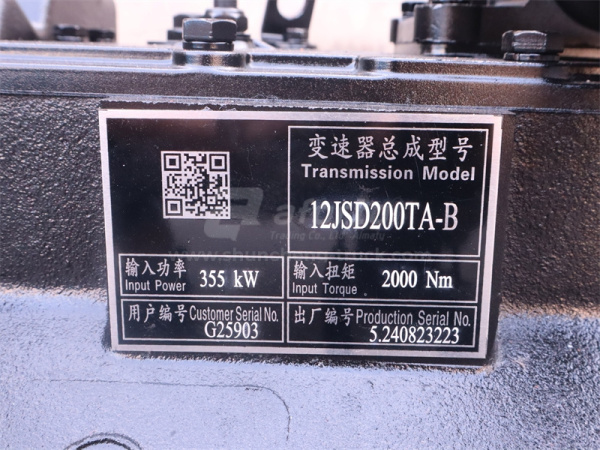 变速器总成型号
Transmission Model
12JSD200TA-B
输入功率
Input Power
355 kW
输入扭矩
Input Torque
2000 Nm
用户编号 Customer Serial No.
G25903
出厂编号 Production Serial No.
5.240823223